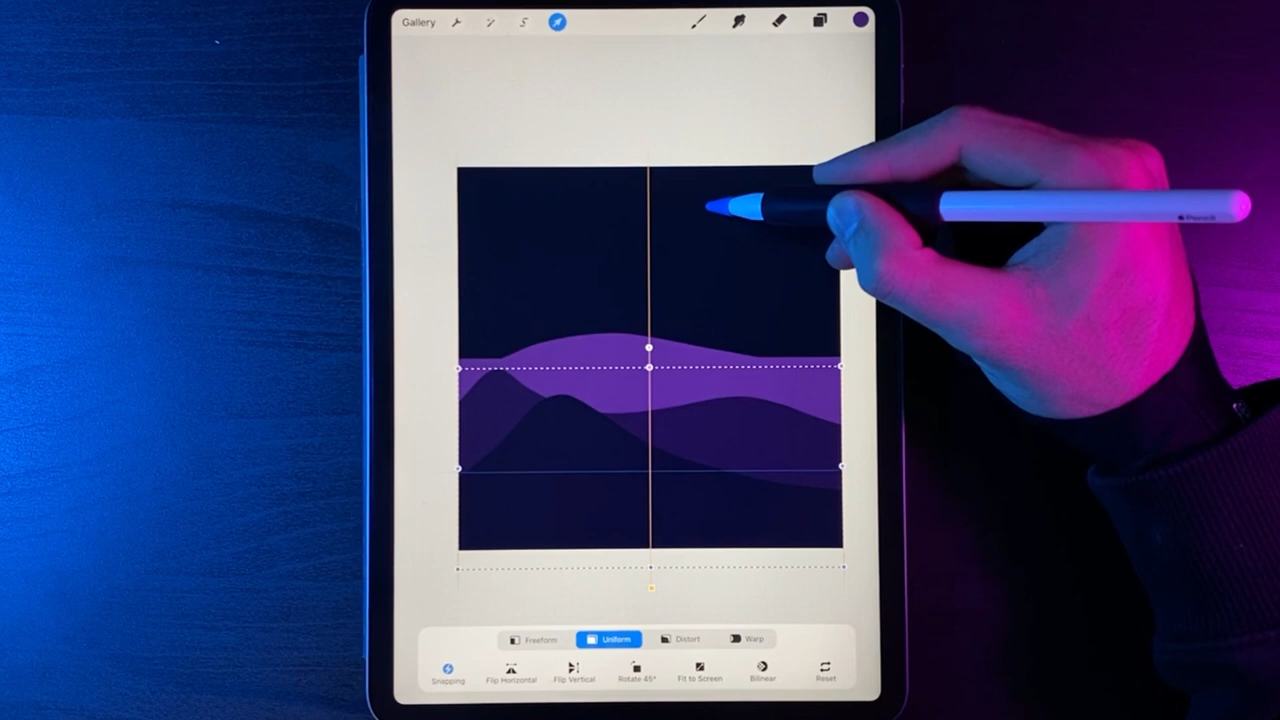 Gallery
Freeform Uniform Distort Warp
Snapping Flip Horizontal Flip Vertical Rotate 45° Fit to Screen Bilinear Reset